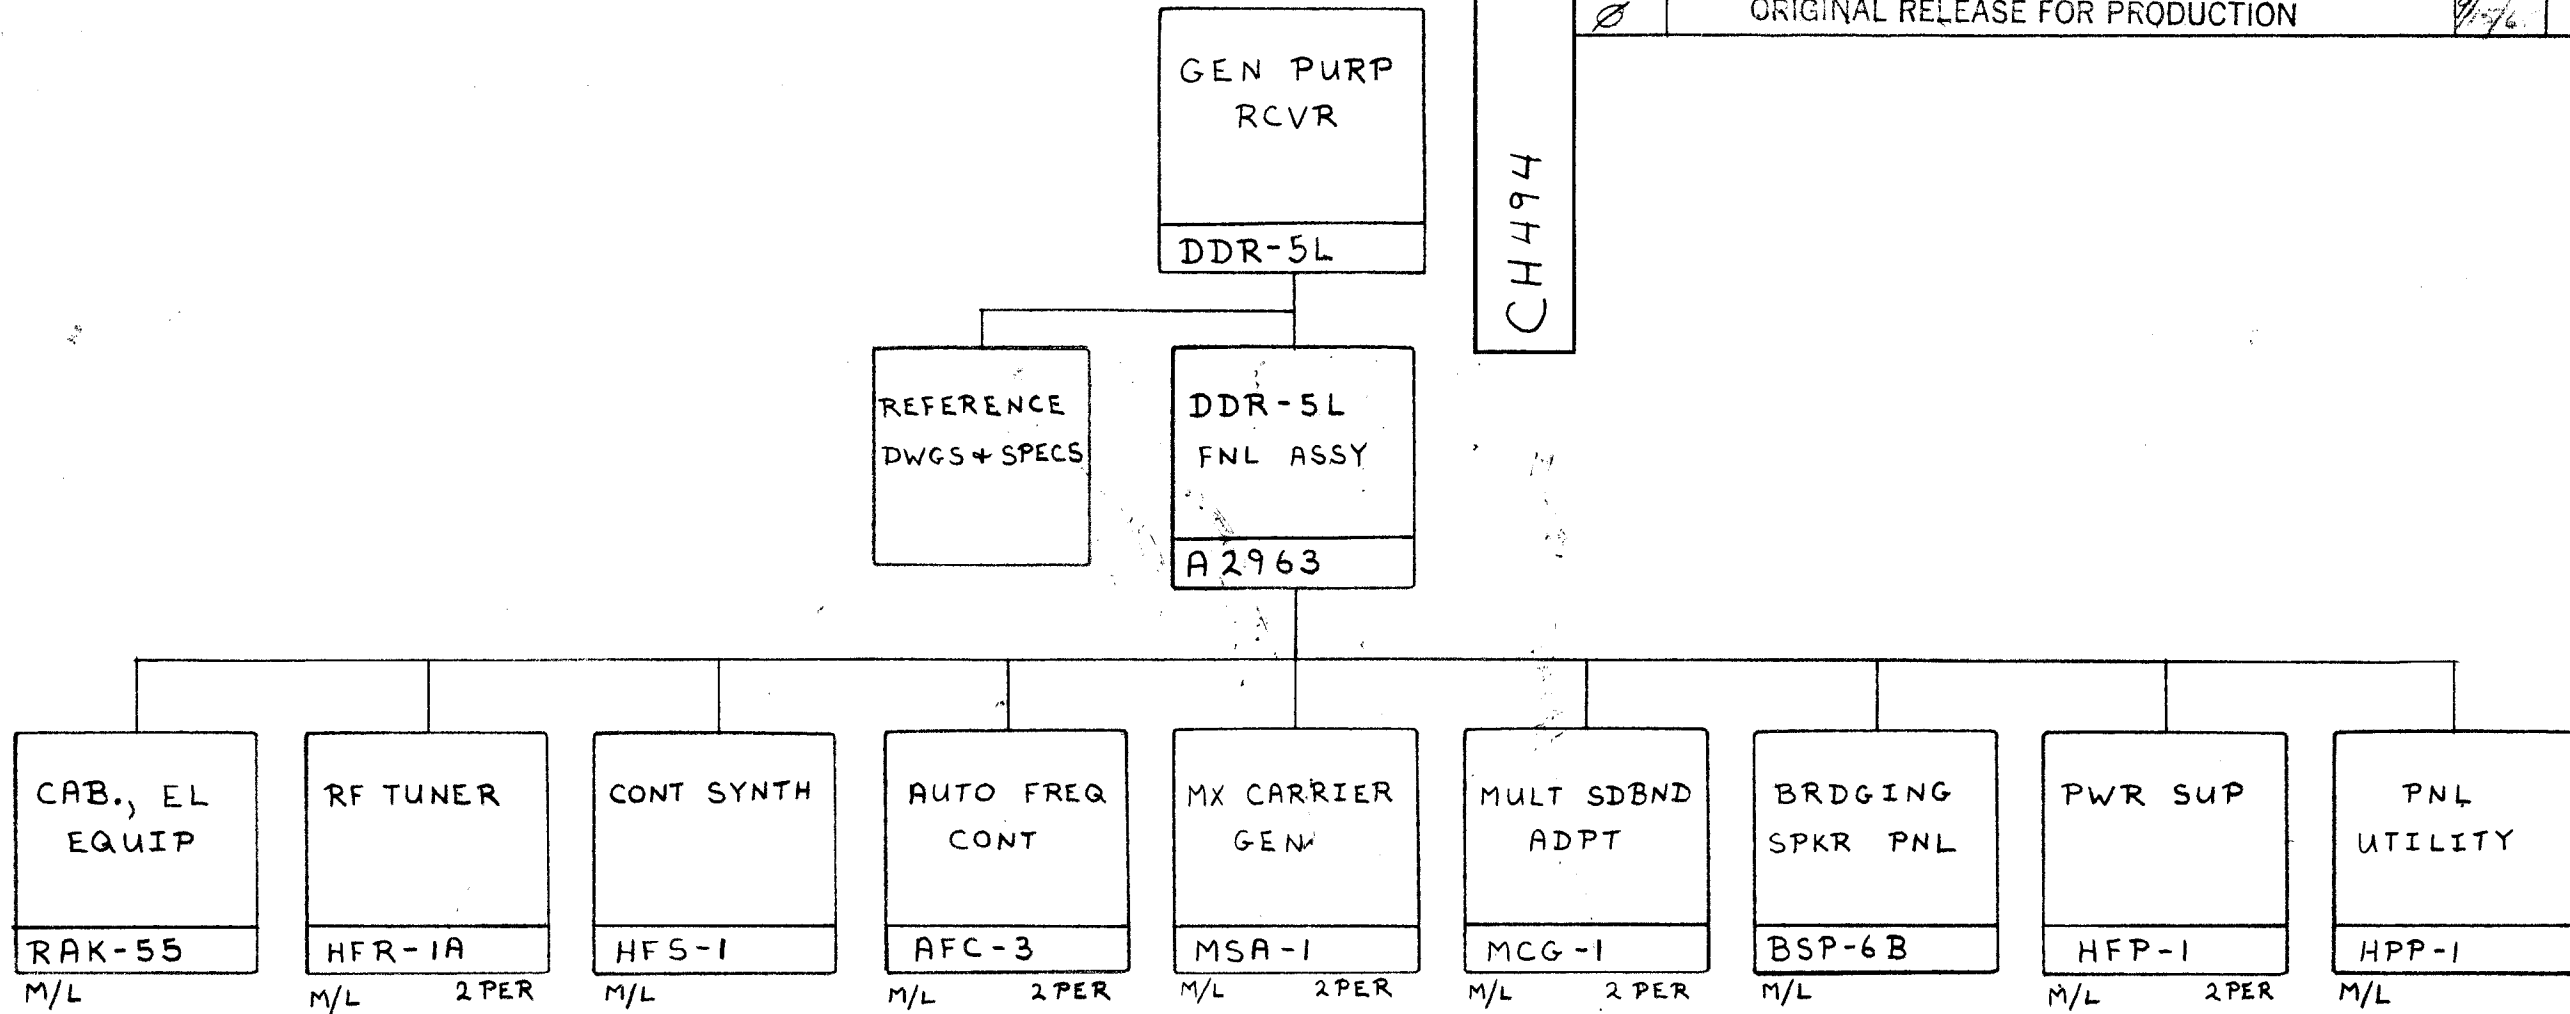 Ø ORIGINAL RELEASE FOR PRODUCTION
CH494
GEN PURP
RCVR
DDR-5L
REFERENCE
DWGS + SPECS
DDR-5L
FNL ASSY
A2963
CAB., EL
EQUIP
RAK-55
M/L
RF TUNER
HFR-1A
M/L 2 PER
CONT SYNTH
HFS-1
M/L
AUTO FREQ
CONT
AFC-3
M/L 2 PER
MX CARRIER
GEN
MSA-1
M/L 2 PER
MULT SDBND
ADPT
MCG-1
M/L 2 PER
BRDGING
SPKR PNL
BSP-6B
M/L
PWR SUP
HFP-1
M/L 2 PER
PNL
UTILITY
HPP-1
M/L